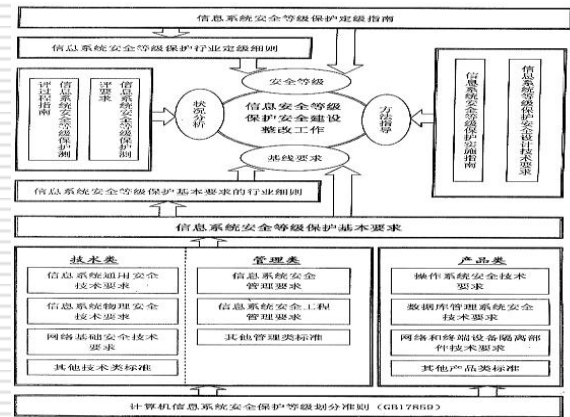 信息系统安全等级保护定级指南
信息系统安全等级保护行业定级细则
安全等级
信息系统安全等级保护测
评过程指南
信息系统安全等级保护测
评要求
状况分析
信息安全等级
保护安全建设
整改工作
方法指导
信息系统安全等级保护实施指南
信息系统等级保护安全设计技术要求
基线要求
信息系统安全等级保护基本要求的行业细则
信息系统安全等级保护基本要求
技术类
管理类
产品类
信息系统通用安全
技术要求
信息系统安全
管理要求
操作系统安全技术
要求
信息系统物理安全
技术要求
信息系统安全工程
管理要求
数据库管理系统安全
技术要求
网络基础安全技术
要求
其他管理类标准
网络和终端设备隔离部
件技术要求
其他技术类标准
其他产品类标准
计算机信息系统安全保护等级划分准则(GB17859)